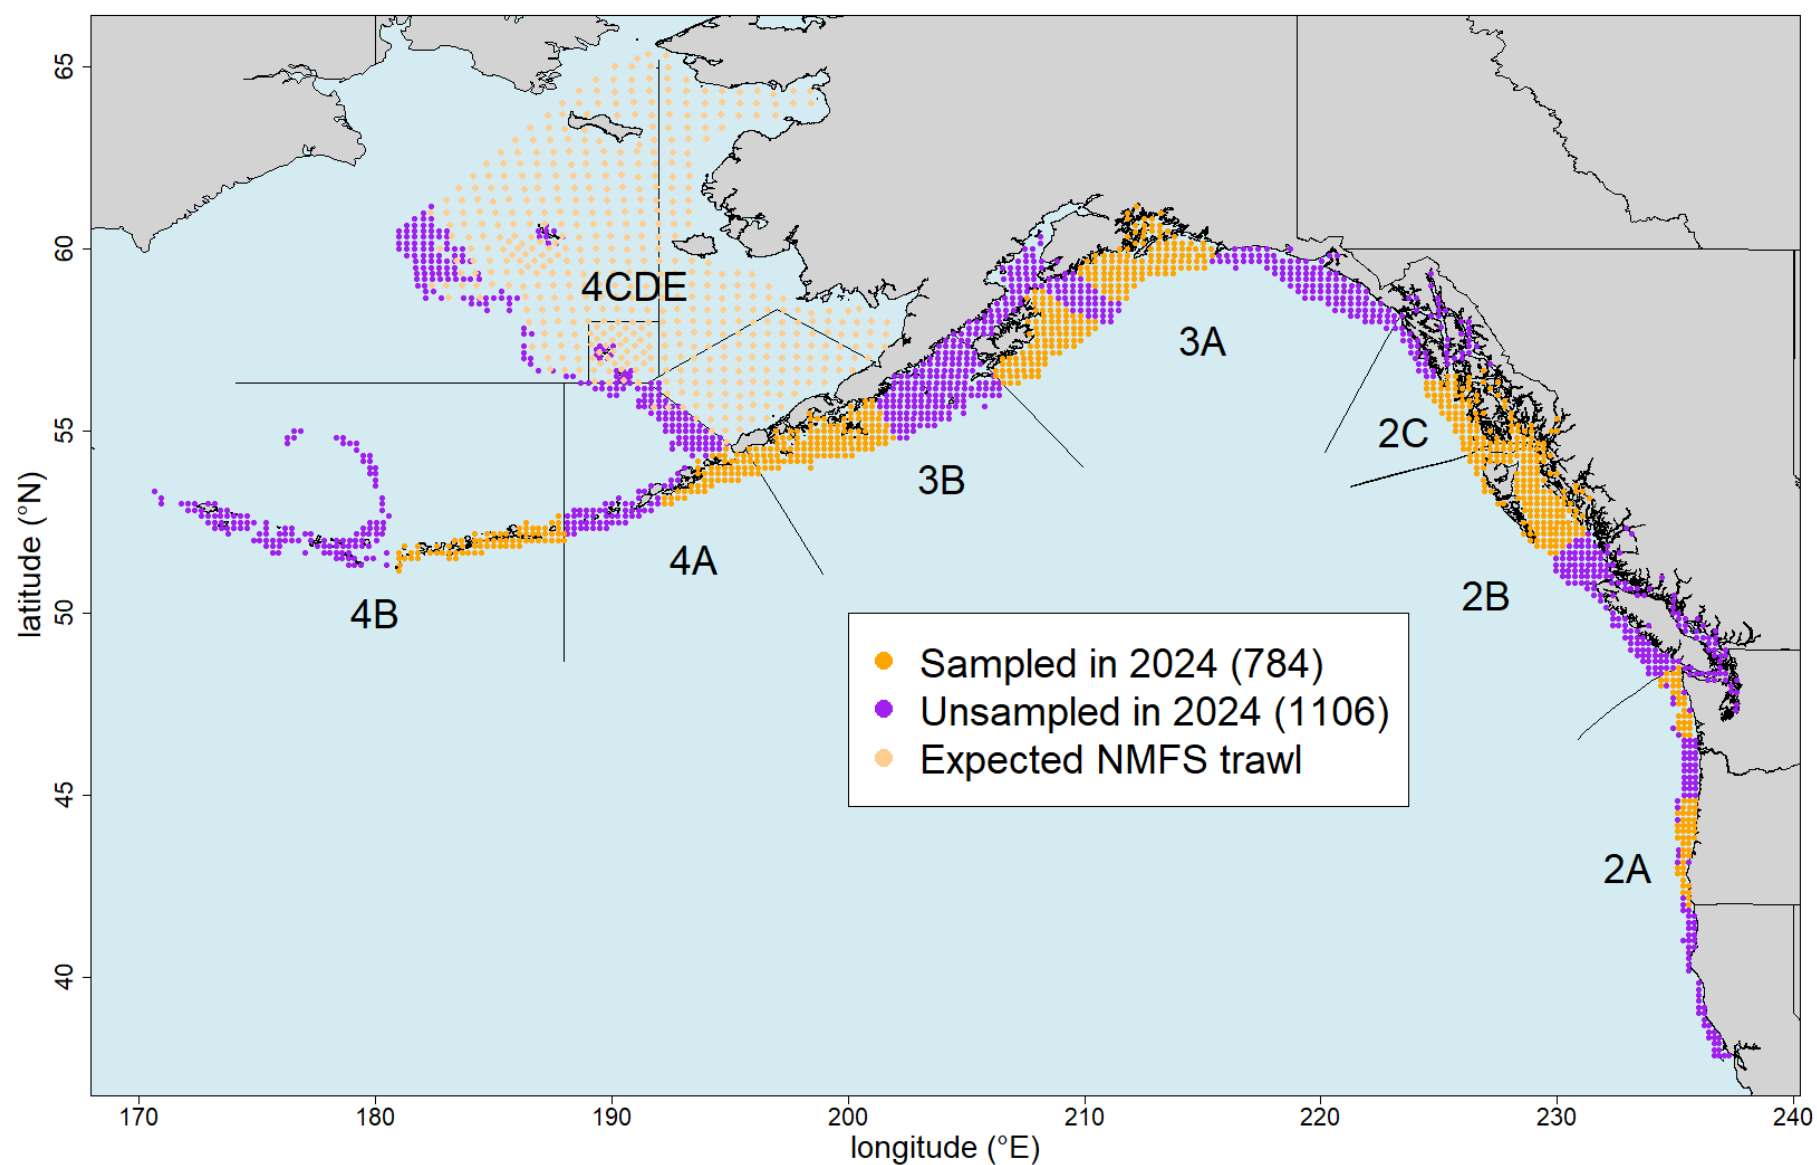 65
60
55
50
45
40
latitude (°N)
4CDE
3A
2C
3B
4A
2B
4B
2A
Sampled in 2024 (784)
Unsampled in 2024 (1106)
Expected NMFS trawl
170
180
190
200
210
220
230
240
longitude (°E)